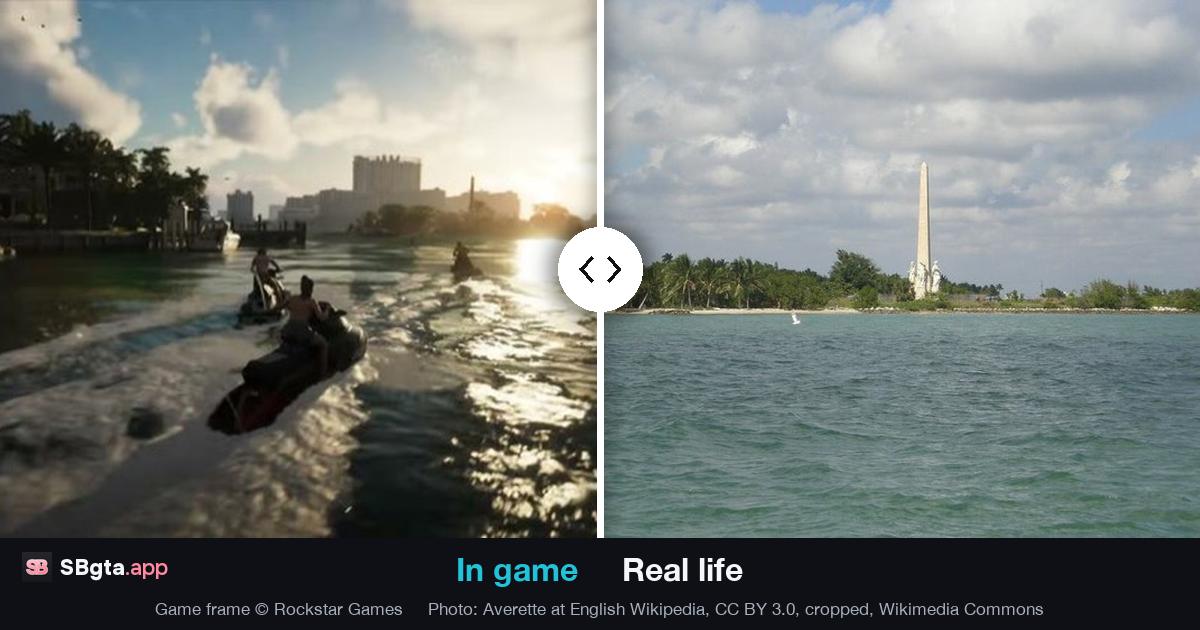 SB SBgta.app
In game Real life
Game frame © Rockstar Games Photo: Averette at English Wikipedia, CC BY 3.0, cropped, Wikimedia Commons